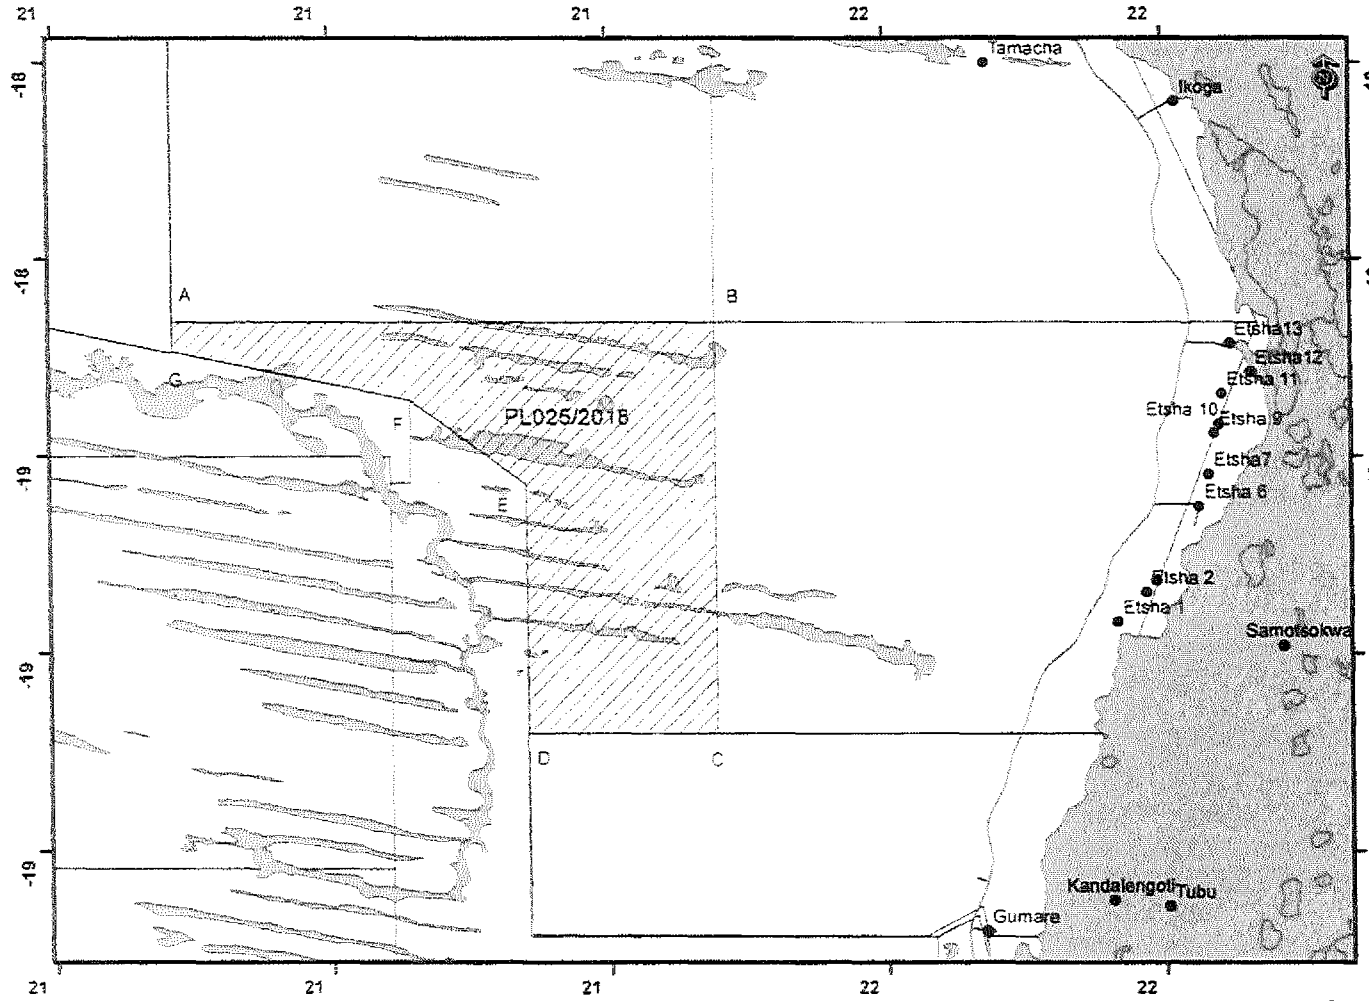 21 21 21 22 22
-18
Tamacha
Ikoga
-18
A
B
Etsha13
Etsha12
Etsha 11
G
PL025/2018
Etsha 10
Etsha 9
F
-19
Etsha7
Etsha 6
E
Etsha 2
Etsha 1
Samotsokwa
-19
D
C
-19
Kandalengoti
Tubu
Gumare
21 21 21 22 22